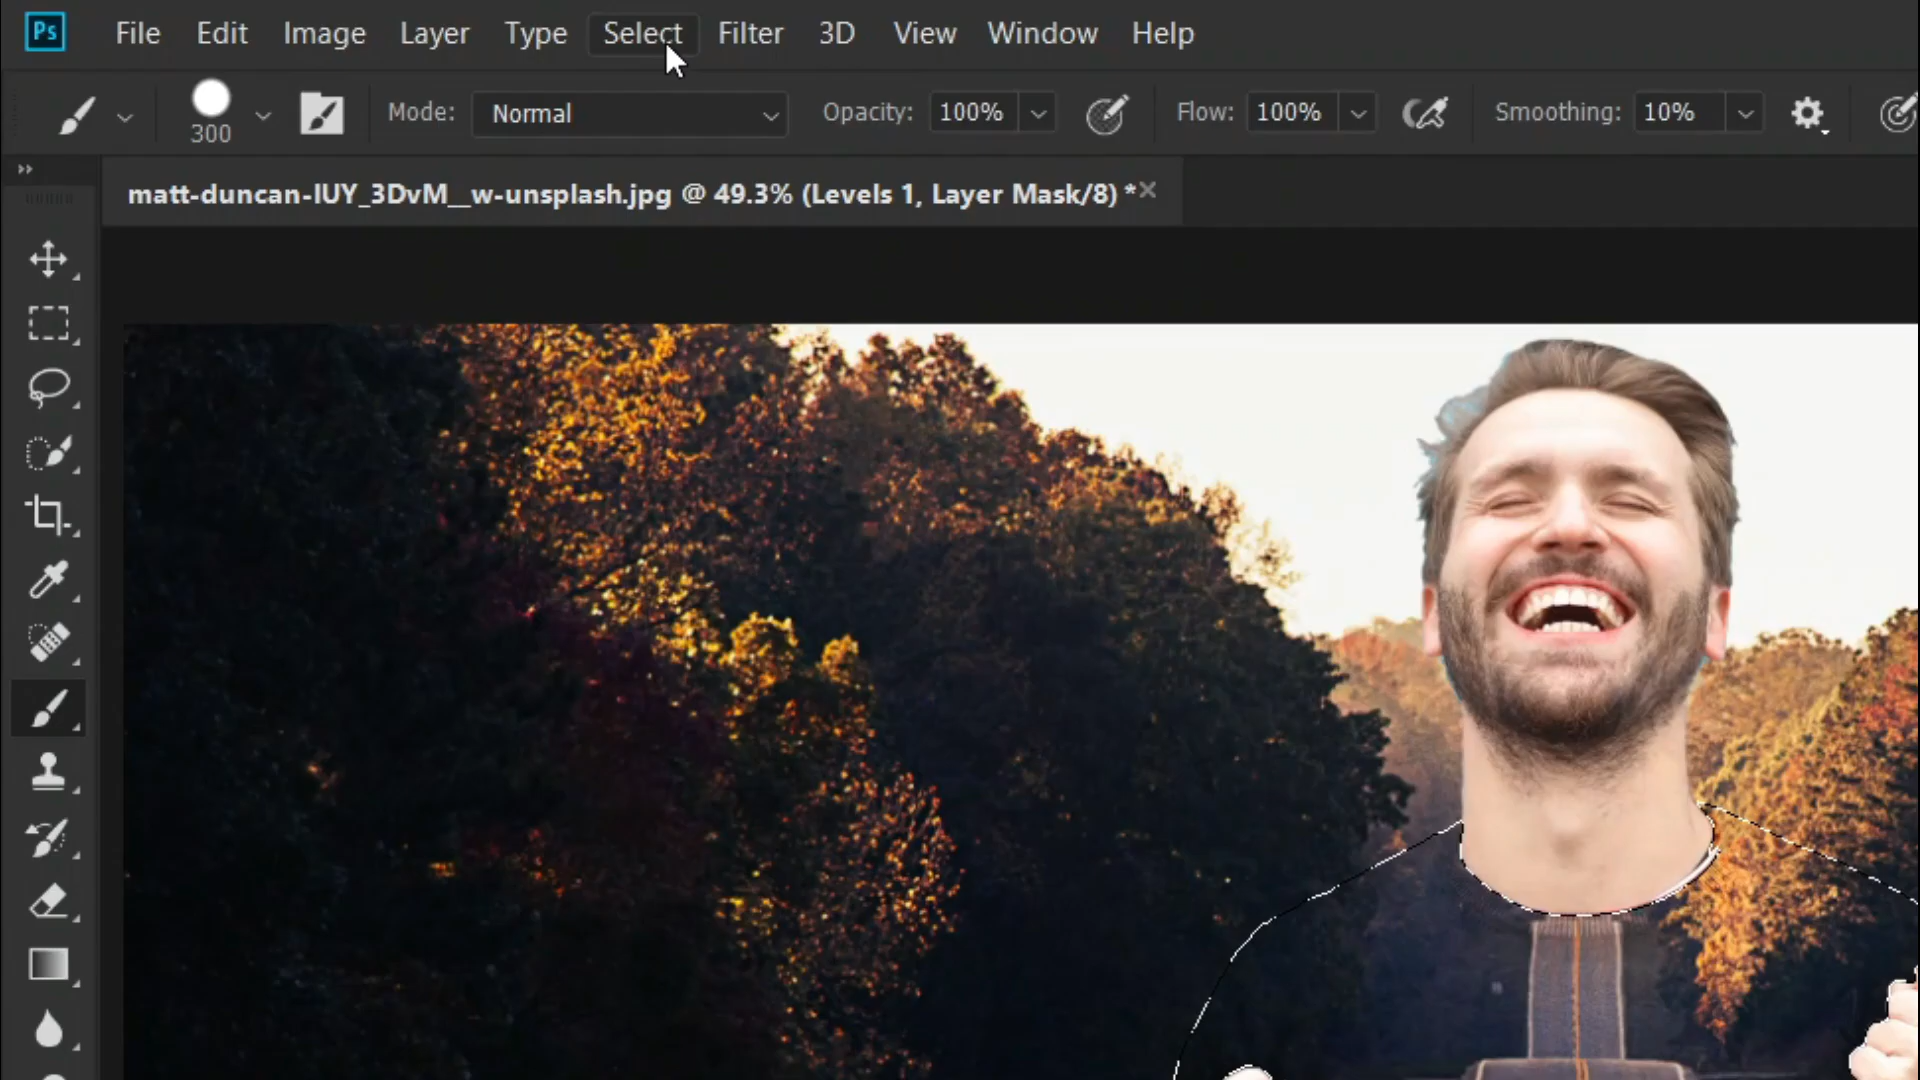 Ps File Edit Image Layer Type Select Filter 3D View Window Help
300 Mode: Normal Opacity: 100% Flow: 100% Smoothing: 10%
matt-duncan-IUY_3DvM__w-unsplash.jpg @ 49.3% (Levels 1, Layer Mask/8) *